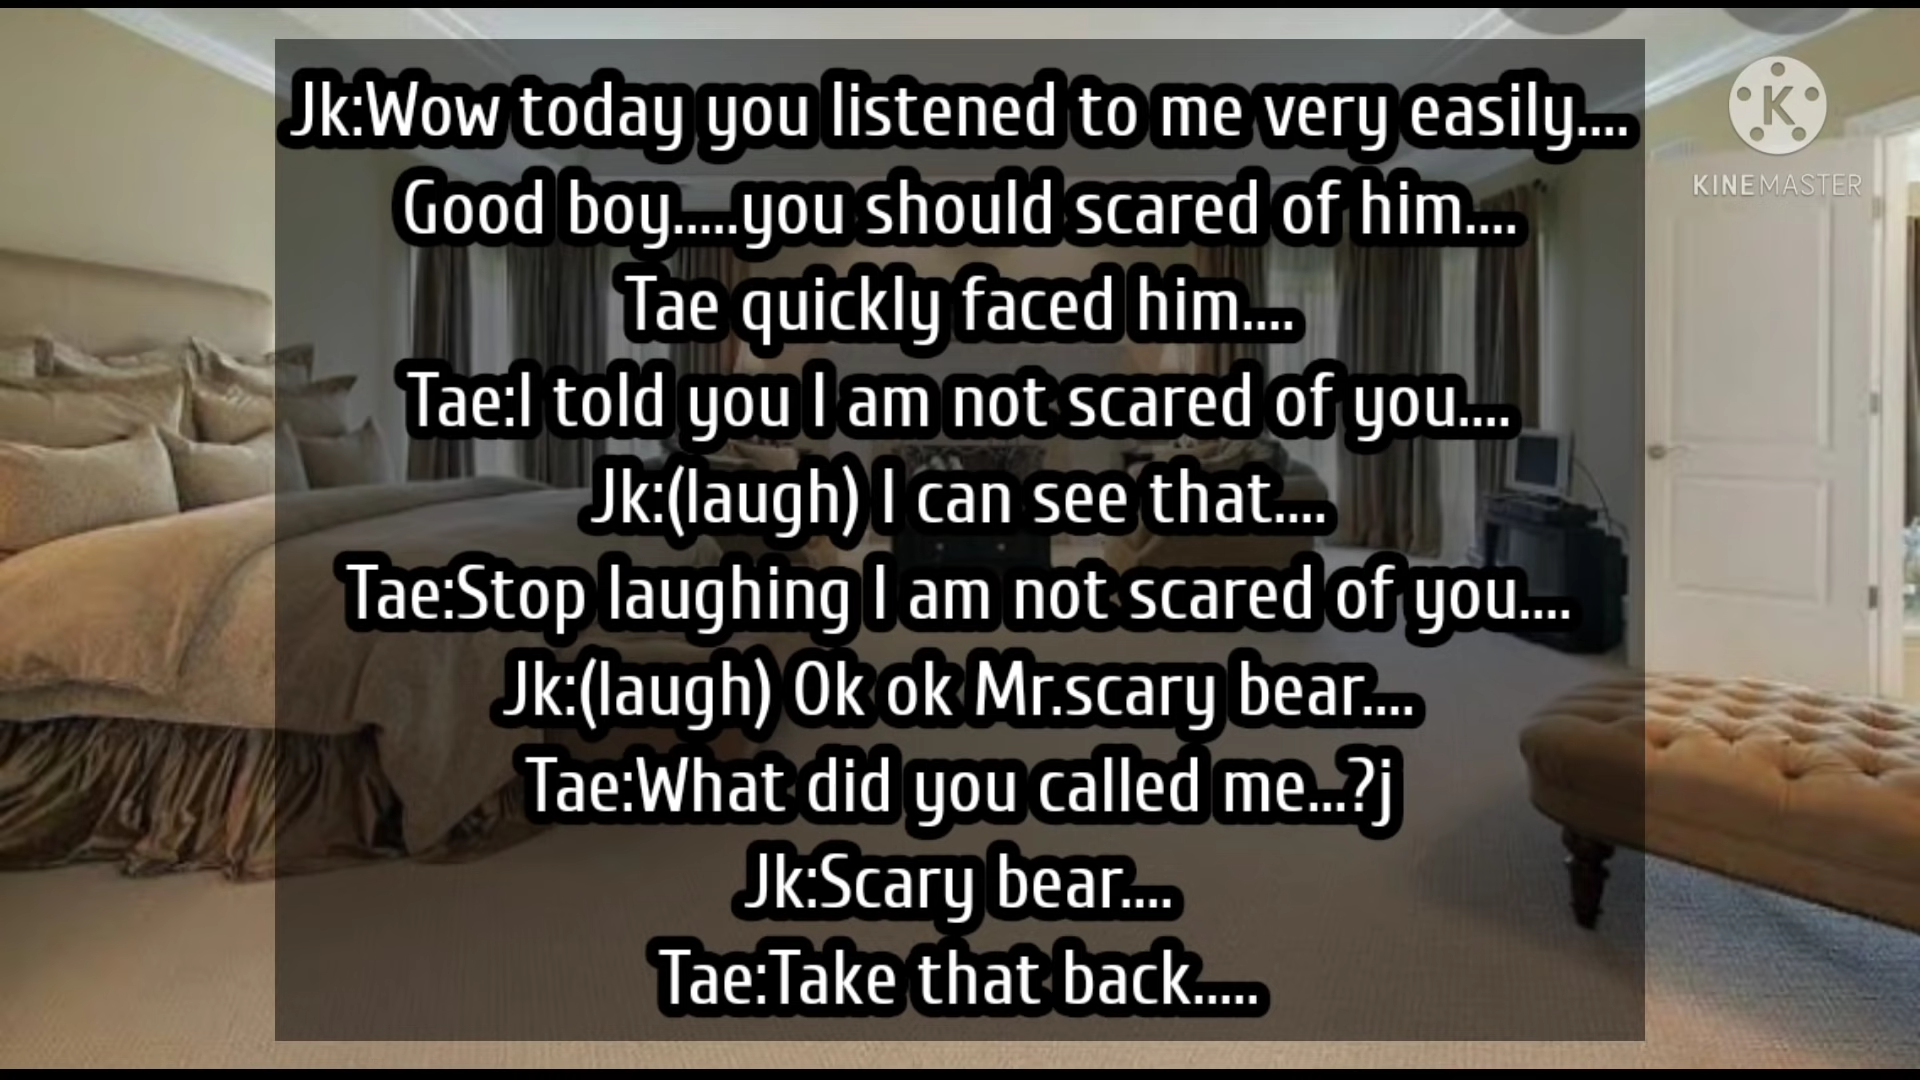 Jk:Wow today you listened to me very easily....
Good boy.....you should scared of him....
Tae quickly faced him....
Tae:I told you I am not scared of you....
Jk:(laugh) I can see that....
Tae:Stop laughing I am not scared of you....
Jk:(laugh) Ok ok Mr.scary bear....
Tae:What did you called me...?j
Jk:Scary bear....
Tae:Take that back.....
K
KINEMASTER